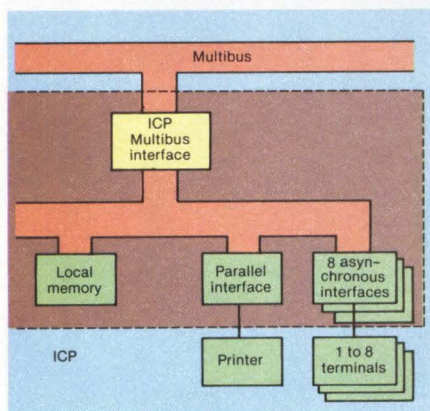 Multibus
ICP
Multibus
interface
Local
memory
Parallel
interface
8 asyn-
chronous
interfaces
ICP
Printer
1 to 8
terminals